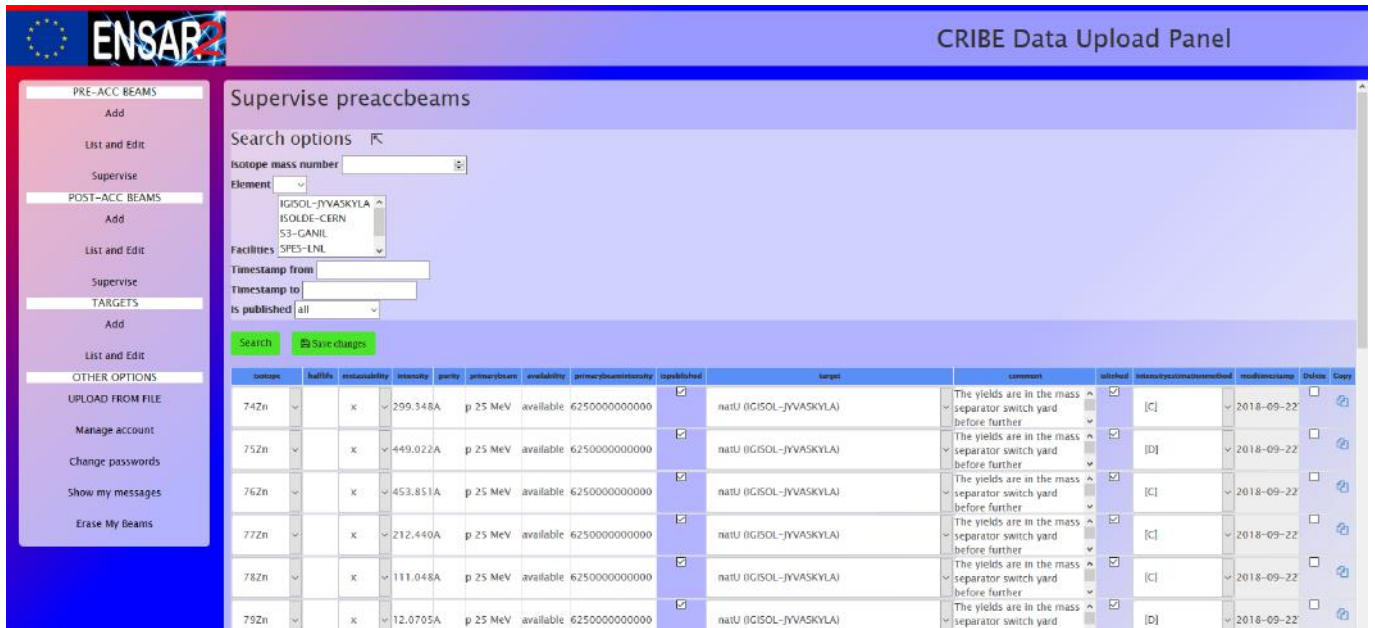 ENSAR2
CRIBE Data Upload Panel
PRE-ACC BEAMS
Add
List and Edit
Supervise
POST-ACC BEAMS
Add
List and Edit
Supervise
TARGETS
Add
List and Edit
OTHER OPTIONS
UPLOAD FROM FILE
Manage account
Change passwords
Show my messages
Erase My Beams
Supervise preaccbeams
Search options
Isotope mass number
Element
IGISOL-JYVASKYLA
ISOLDE-CERN
S3-GANIL
Facilities SPES-LNL
Timestamp from
Timestamp to
Is published all
Search Save changes
isotope halflife metastability intensity purity primarybeam availability primarybeamintensity ispublished target comment islinked intensityestimationmethod modtimestamp Delete Copy
74Zn x 299.348 A p 25 MeV available 6250000000000 natU (IGISOL-JYVASKYLA) The yields are in the mass separator switch yard before further [C] 2018-09-22
75Zn x 449.022 A p 25 MeV available 6250000000000 natU (IGISOL-JYVASKYLA) The yields are in the mass separator switch yard before further [D] 2018-09-22
76Zn x 453.851 A p 25 MeV available 6250000000000 natU (IGISOL-JYVASKYLA) The yields are in the mass separator switch yard before further [C] 2018-09-22
77Zn x 212.440 A p 25 MeV available 6250000000000 natU (IGISOL-JYVASKYLA) The yields are in the mass separator switch yard before further [C] 2018-09-22
78Zn x 111.048 A p 25 MeV available 6250000000000 natU (IGISOL-JYVASKYLA) The yields are in the mass separator switch yard before further [C] 2018-09-22
79Zn x 12.0705 A p 25 MeV available 6250000000000 natU (IGISOL-JYVASKYLA) The yields are in the mass separator switch yard [D] 2018-09-22